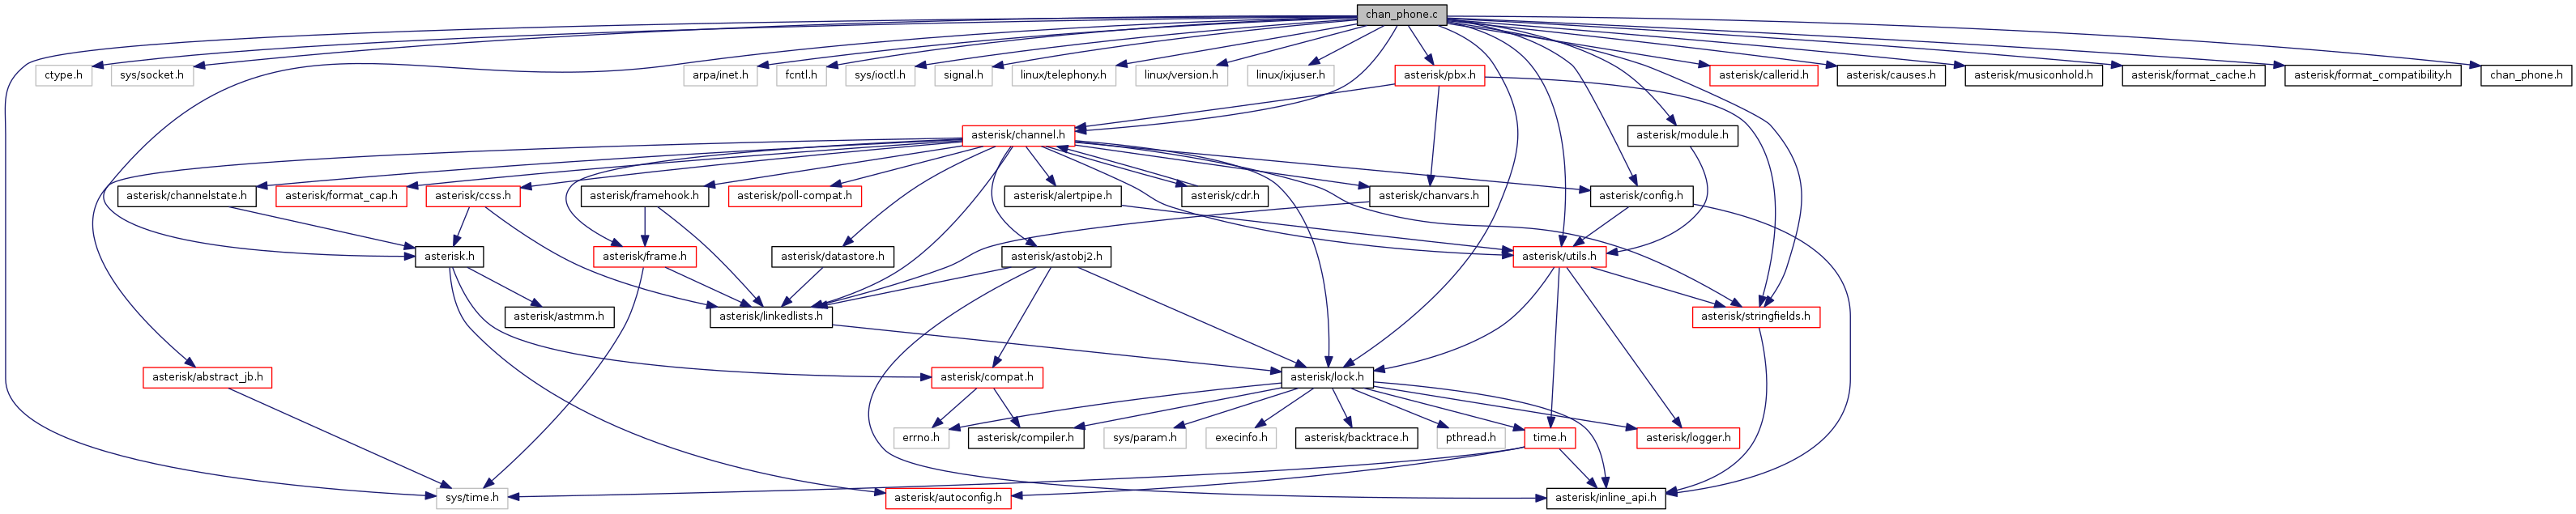 chan_phone.c
ctype.h
sys/socket.h
arpa/inet.h
fcntl.h
sys/ioctl.h
signal.h
linux/telephony.h
linux/version.h
linux/ixjuser.h
asterisk/pbx.h
asterisk/callerid.h
asterisk/causes.h
asterisk/musiconhold.h
asterisk/format_cache.h
asterisk/format_compatibility.h
chan_phone.h
asterisk/channel.h
asterisk/module.h
asterisk/channelstate.h
asterisk/format_cap.h
asterisk/ccss.h
asterisk/framehook.h
asterisk/poll-compat.h
asterisk/alertpipe.h
asterisk/cdr.h
asterisk/chanvars.h
asterisk/config.h
asterisk.h
asterisk/frame.h
asterisk/datastore.h
asterisk/astobj2.h
asterisk/utils.h
asterisk/astmm.h
asterisk/linkedlists.h
asterisk/stringfields.h
asterisk/abstract_jb.h
asterisk/compat.h
asterisk/lock.h
errno.h
asterisk/compiler.h
sys/param.h
execinfo.h
asterisk/backtrace.h
pthread.h
time.h
asterisk/logger.h
sys/time.h
asterisk/autoconfig.h
asterisk/inline_api.h